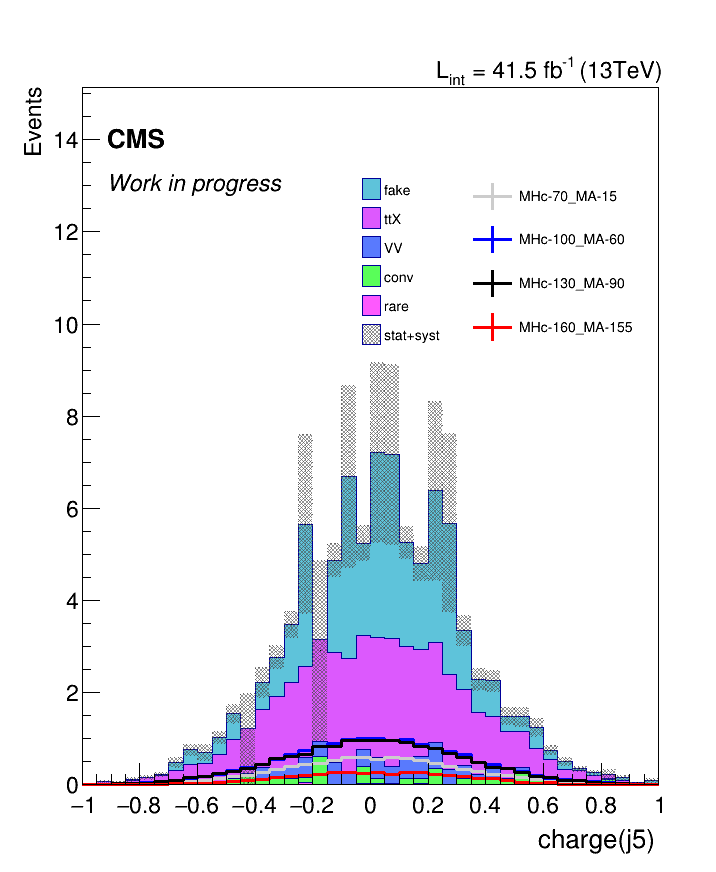 L_int = 41.5 fb^-1 (13TeV)
Events
CMS
Work in progress
fake
ttX
VV
conv
rare
stat+syst
MHc-70_MA-15
MHc-100_MA-60
MHc-130_MA-90
MHc-160_MA-155
14
12
10
8
6
4
2
0
−1 −0.8 −0.6 −0.4 −0.2 0 0.2 0.4 0.6 0.8 1
charge(j5)